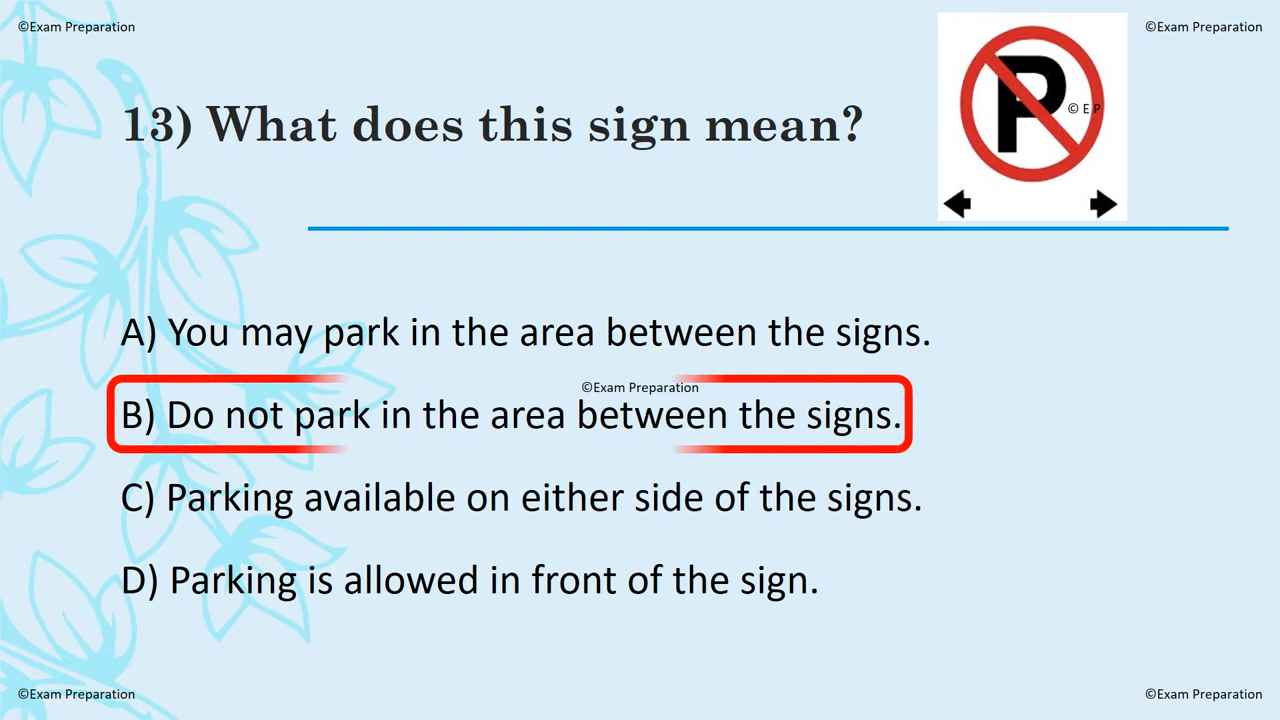 ©Exam Preparation
©Exam Preparation
13) What does this sign mean?
P
© E P
A) You may park in the area between the signs.
©Exam Preparation
B) Do not park in the area between the signs.
C) Parking available on either side of the signs.
D) Parking is allowed in front of the sign.
©Exam Preparation
©Exam Preparation